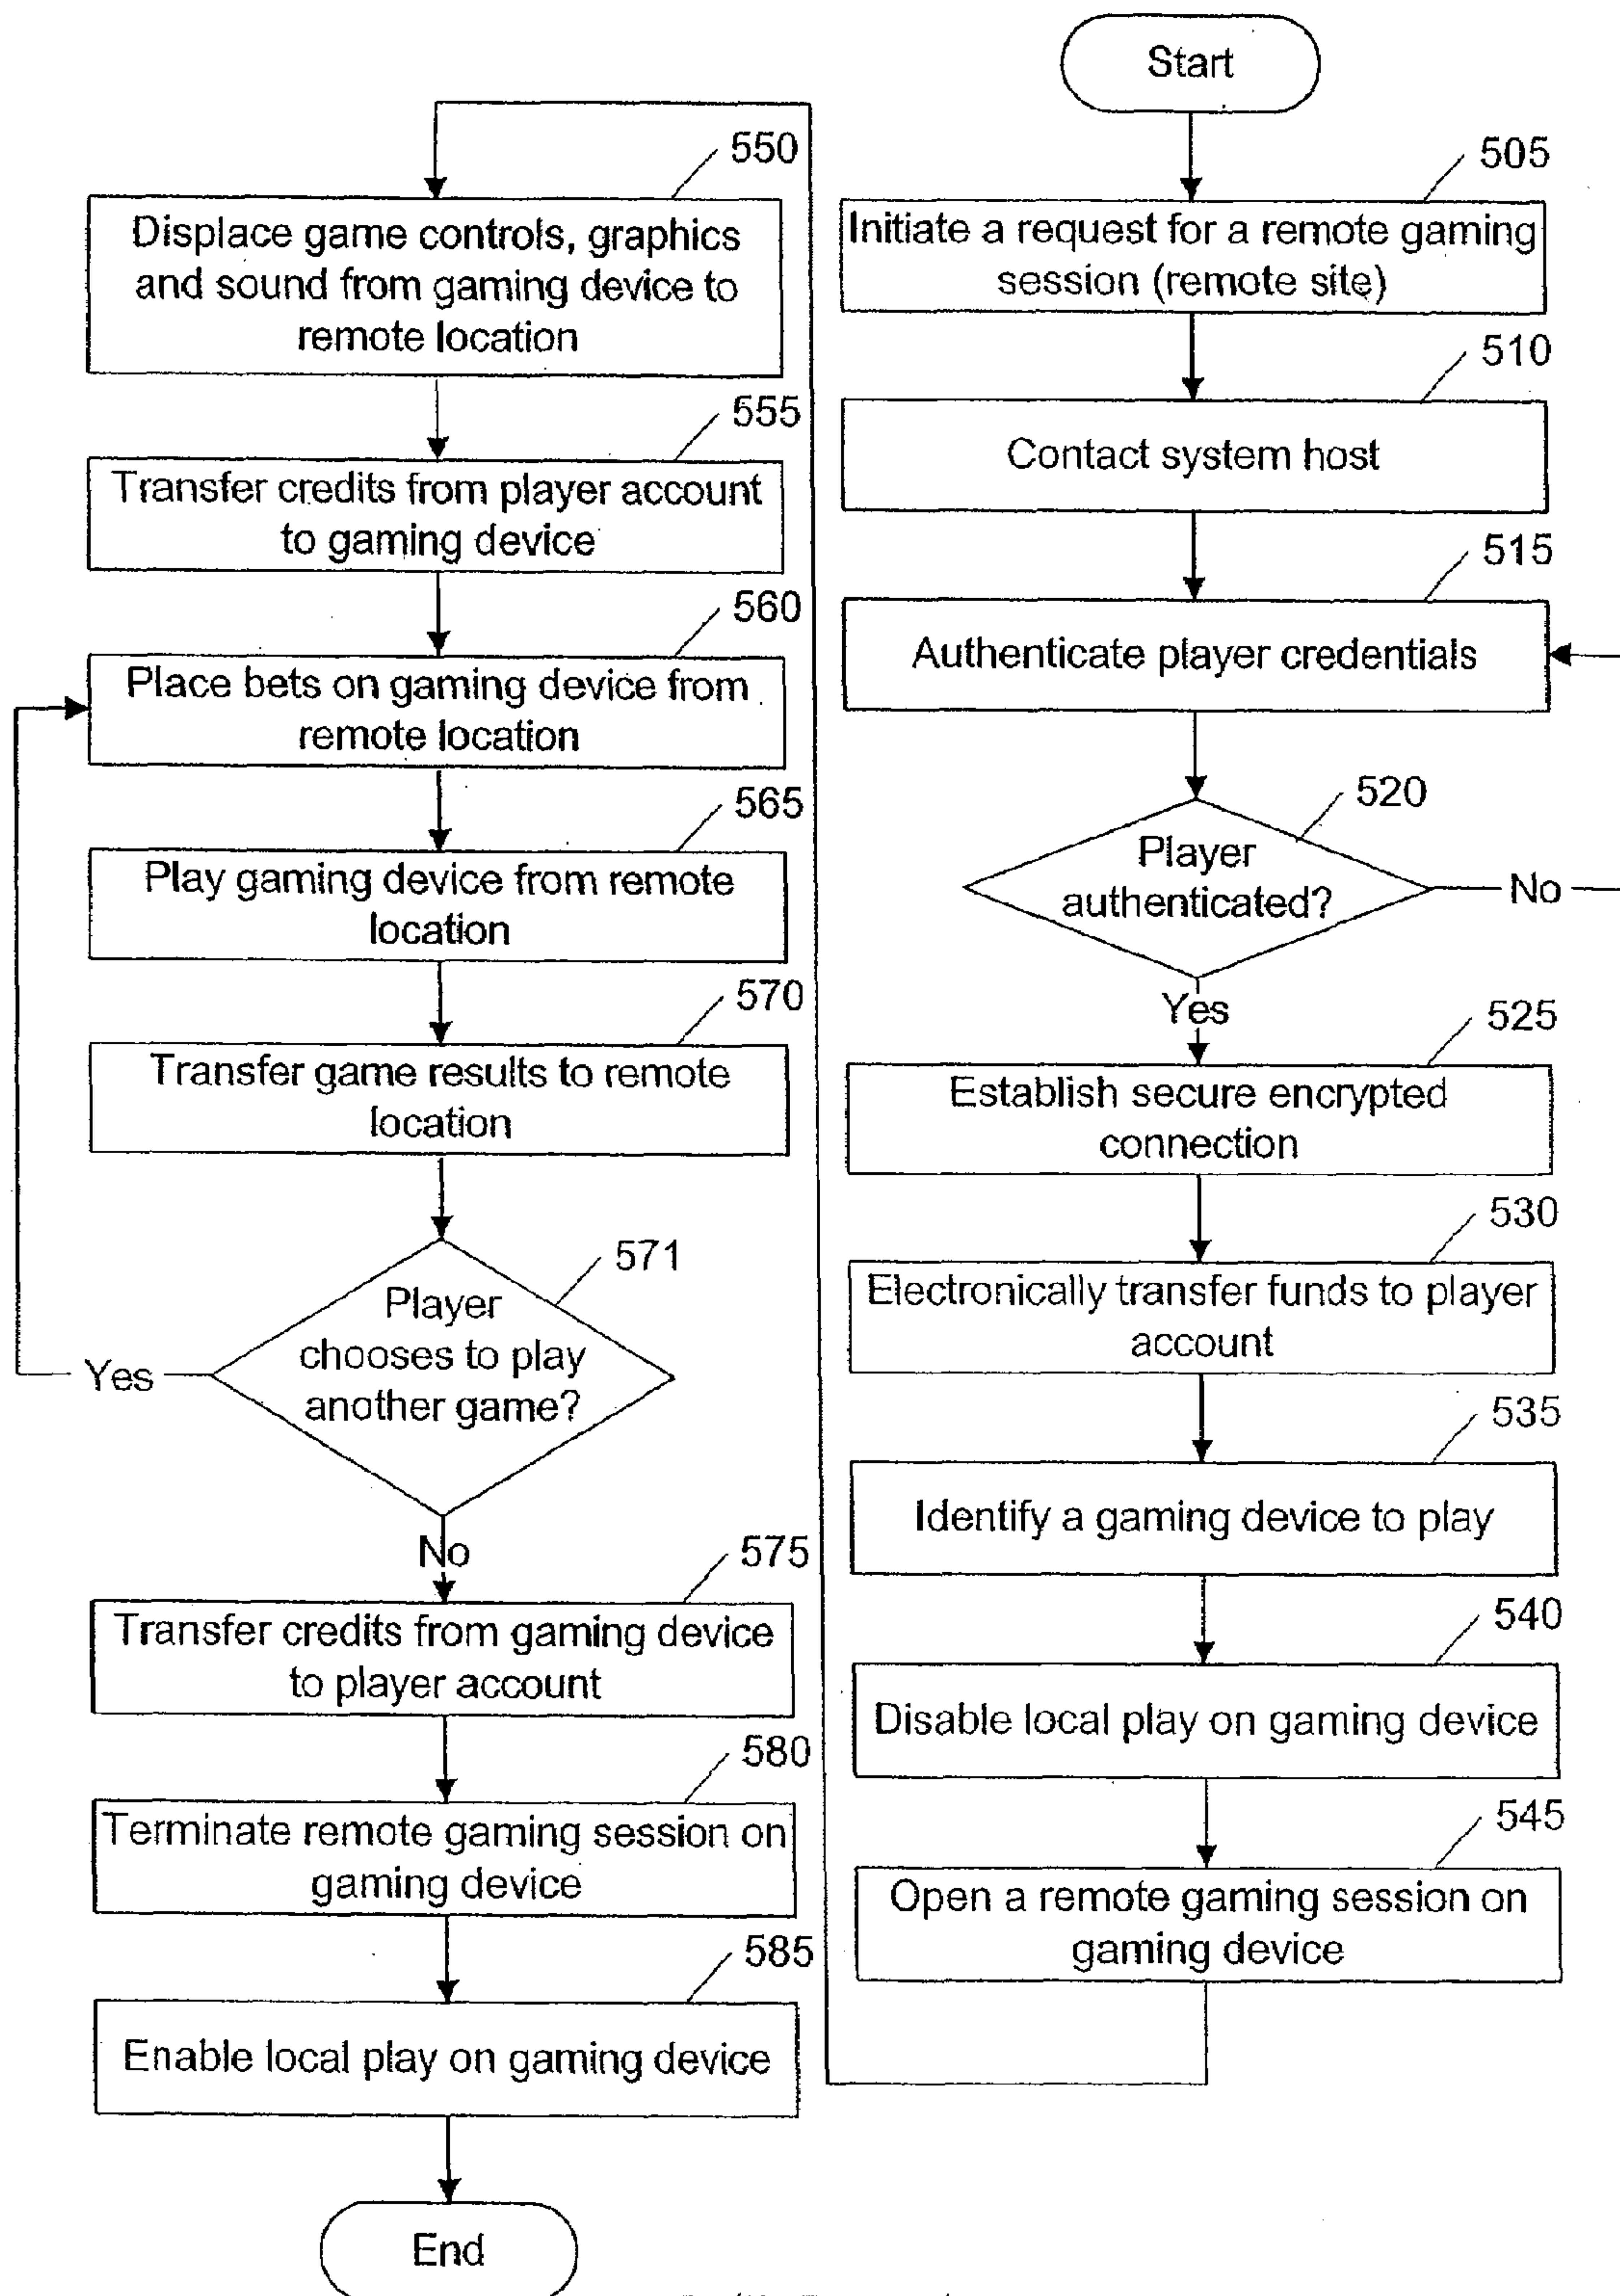 Start
505
Initiate a request for a remote gaming
session (remote site)
510
Contact system host
515
Authenticate player credentials
520
Player
authenticated?
No
Yes
525
Establish secure encrypted
connection
530
Electronically transfer funds to player
account
535
Identify a gaming device to play
540
Disable local play on gaming device
545
Open a remote gaming session on
gaming device
550
Displace game controls, graphics
and sound from gaming device to
remote location
555
Transfer credits from player account
to gaming device
560
Place bets on gaming device from
remote location
565
Play gaming device from remote
location
570
Transfer game results to remote
location
571
Player
chooses to play
another game?
Yes
No
575
Transfer credits from gaming device
to player account
580
Terminate remote gaming session on
gaming device
585
Enable local play on gaming device
End